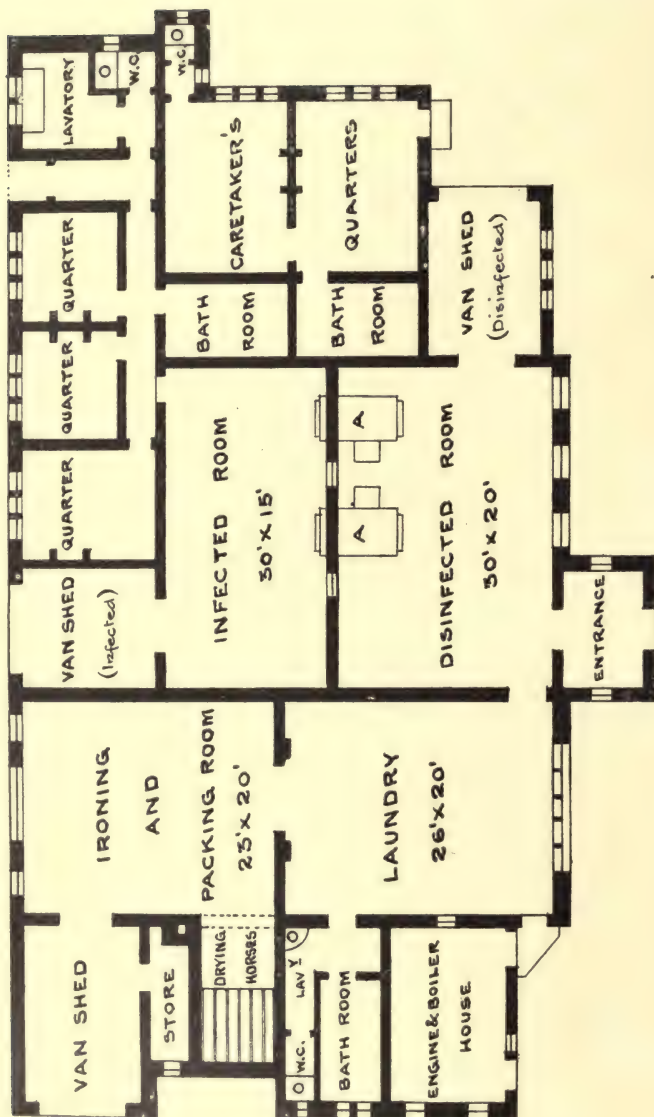 VAN SHED
IRONING
AND
PACKING ROOM
23'X 20'
VAN SHED
(Infected)
QUARTER
QUARTER
QUARTER
LAVATORY
W.C.
W.C.
STORE
DRYING
HORSES
INFECTED ROOM
30'X 15'
BATH
ROOM
CARETAKER'S
QUARTERS
BATH
ROOM
W.C.
LAVY
BATH ROOM
LAUNDRY
26'X 20'
A
A
DISINFECTED ROOM
30'X 20'
VAN SHED
(Disinfected)
ENGINE & BOILER
HOUSE
ENTRANCE